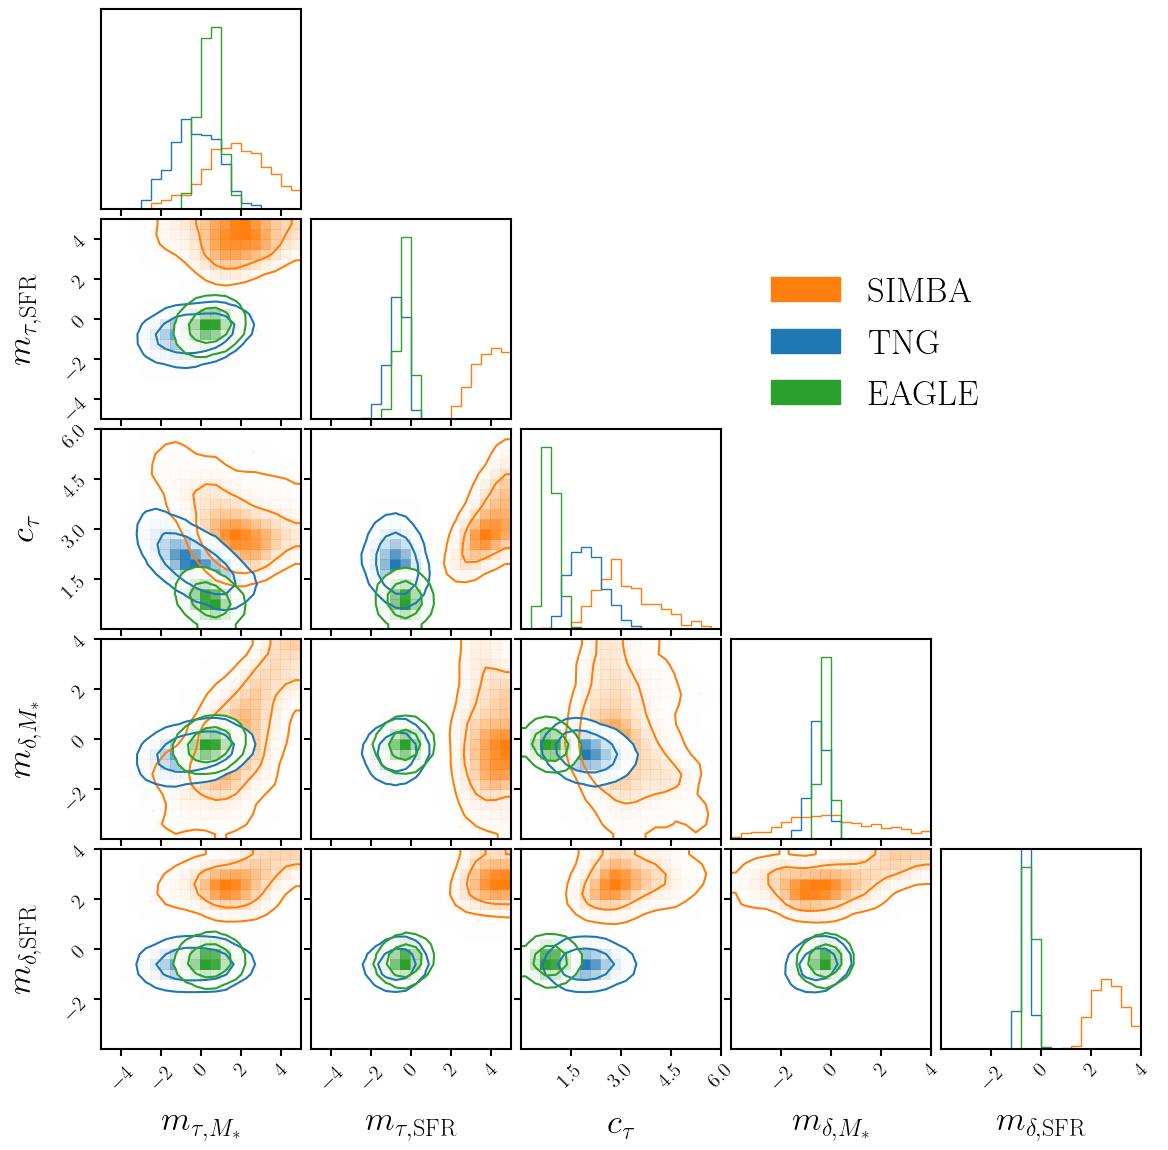 4
2
0
−2
−4
m_{τ,SFR}
SIMBA
TNG
EAGLE
6.0
4.5
3.0
1.5
c_τ
4
2
0
−2
m_{δ,M_*}
4
2
0
−2
m_{δ,SFR}
−4 −2 0 2 4 −4 −2 0 2 4 1.5 3.0 4.5 6.0 −2 0 2 4 −2 0 2 4
m_{τ,M_*} m_{τ,SFR} c_τ m_{δ,M_*} m_{δ,SFR}